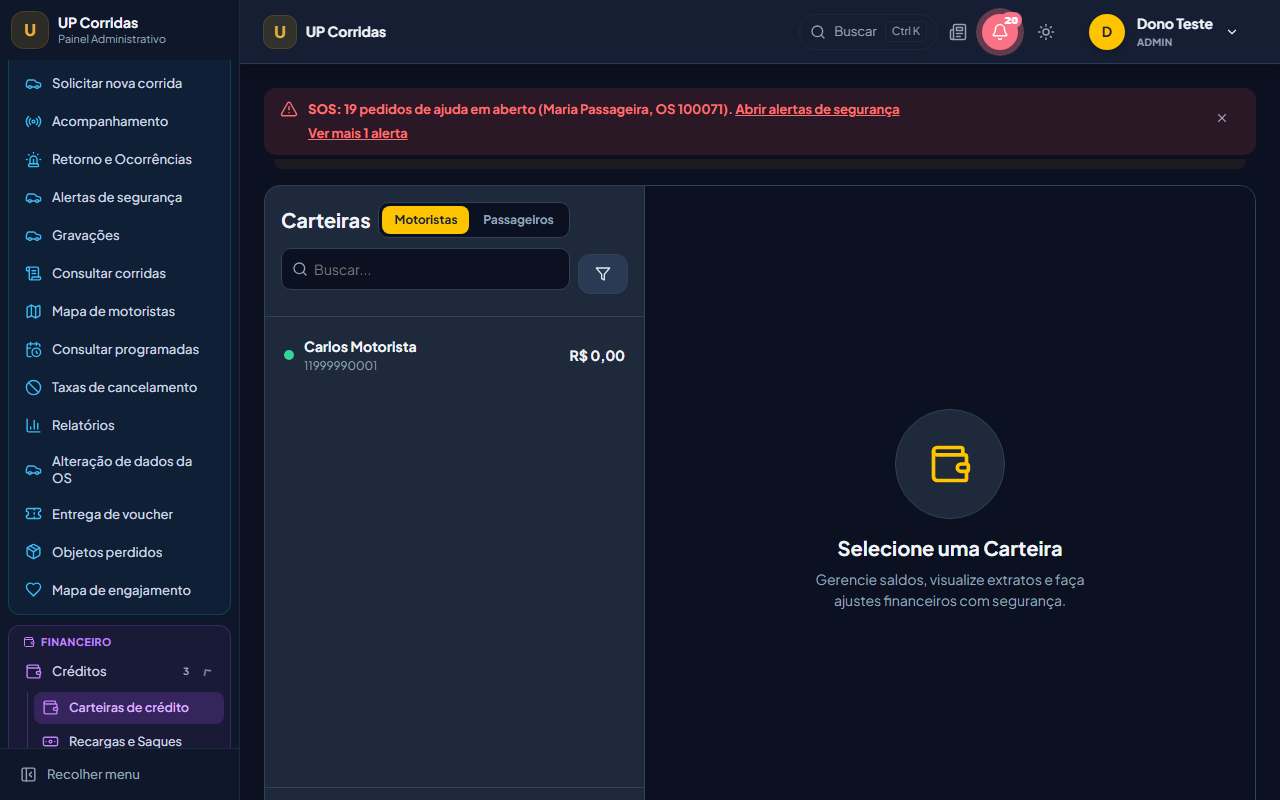 U
UP Corridas
Painel Administrativo
Solicitar nova corrida
Acompanhamento
Retorno e Ocorrências
Alertas de segurança
Gravações
Consultar corridas
Mapa de motoristas
Consultar programadas
Taxas de cancelamento
Relatórios
Alteração de dados da
OS
Entrega de voucher
Objetos perdidos
Mapa de engajamento
FINANCEIRO
Créditos 3
Carteiras de crédito
Recargas e Saques
Recolher menu
U UP Corridas
Buscar Ctrl K
20
D
Dono Teste
ADMIN
SOS: 19 pedidos de ajuda em aberto (Maria Passageira, OS 100071). Abrir alertas de segurança
Ver mais 1 alerta
Carteiras Motoristas Passageiros
Buscar...
Carlos Motorista
11999990001
R$ 0,00
Selecione uma Carteira
Gerencie saldos, visualize extratos e faça
ajustes financeiros com segurança.